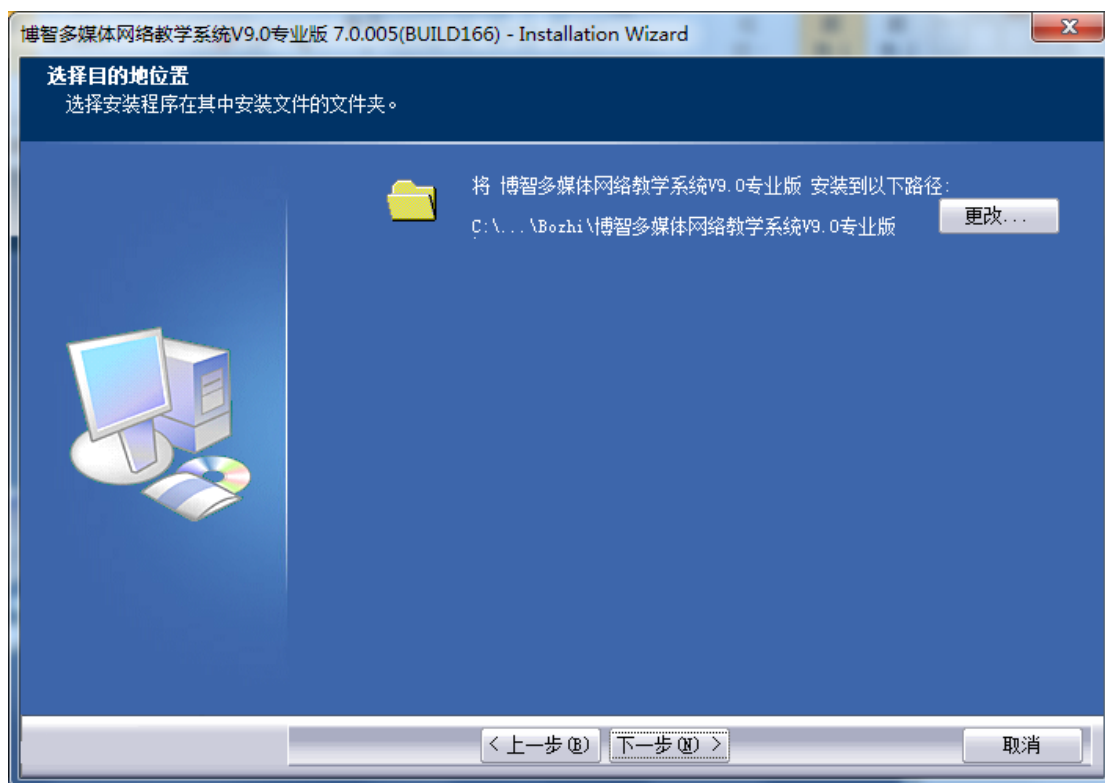 博智多媒体网络教学系统V9.0专业版 7.0.005(BUILD166) - Installation Wizard
选择目的地位置
选择安装程序在其中安装文件的文件夹。
将 博智多媒体网络教学系统V9.0专业版 安装到以下路径:
C:\...\Bozhi\博智多媒体网络教学系统V9.0专业版
更改...
< 上一步(B)
下一步(N) >
取消